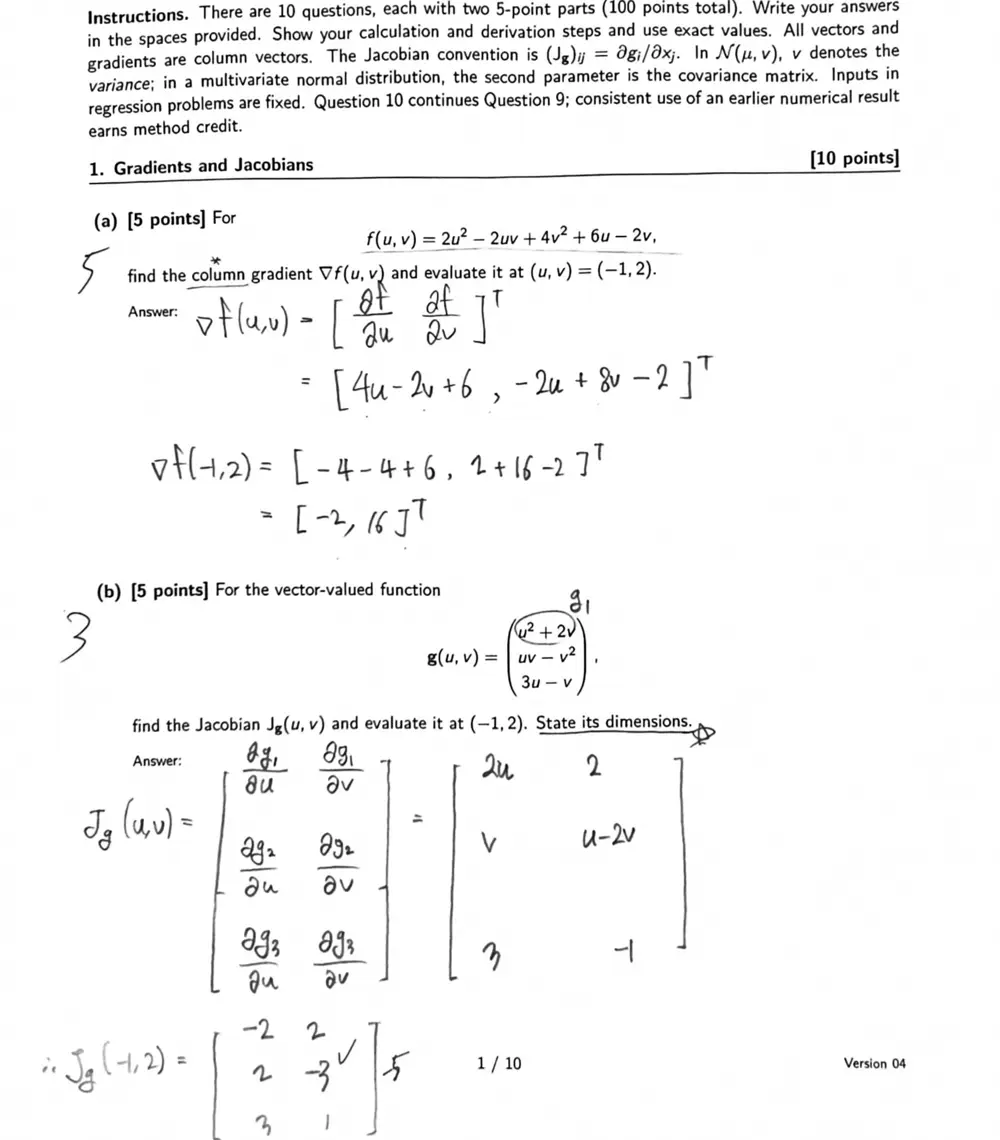 Instructions. There are 10 questions, each with two 5-point parts (100 points total). Write your answers
in the spaces provided. Show your calculation and derivation steps and use exact values. All vectors and
gradients are column vectors. The Jacobian convention is (J_g)_ij = ∂g_i/∂x_j. In N(μ, v), v denotes the
variance; in a multivariate normal distribution, the second parameter is the covariance matrix. Inputs in
regression problems are fixed. Question 10 continues Question 9; consistent use of an earlier numerical result
earns method credit.
1. Gradients and Jacobians [10 points]
(a) [5 points] For
f(u, v) = 2u² − 2uv + 4v² + 6u − 2v,
5
*
find the column gradient ∇f(u, v) and evaluate it at (u, v) = (−1, 2).
Answer: ∇f(u,v) = [ ∂f/∂u ∂f/∂v ]ᵀ
= [ 4u-2v+6 , -2u + 8v - 2 ]ᵀ
∇f(-1,2) = [ -4-4+6, 2+16-2 ]ᵀ
= [-2, 16]ᵀ
(b) [5 points] For the vector-valued function
3
g₁
g(u, v) = ( u² + 2v
uv − v²
3u − v ) ,
find the Jacobian J_g(u, v) and evaluate it at (−1, 2). State its dimensions. ☆
Answer:
J_g (u,v) = [ ∂g₁/∂u ∂g₁/∂v = [ 2u 2
∂g₂/∂u ∂g₂/∂v v u-2v
∂g₃/∂u ∂g₃/∂v ] 3 -1 ]
∴ J_g (-1,2) = [ -2 2
2 -3 ✓
3 1 ] 5
1 / 10
Version 04